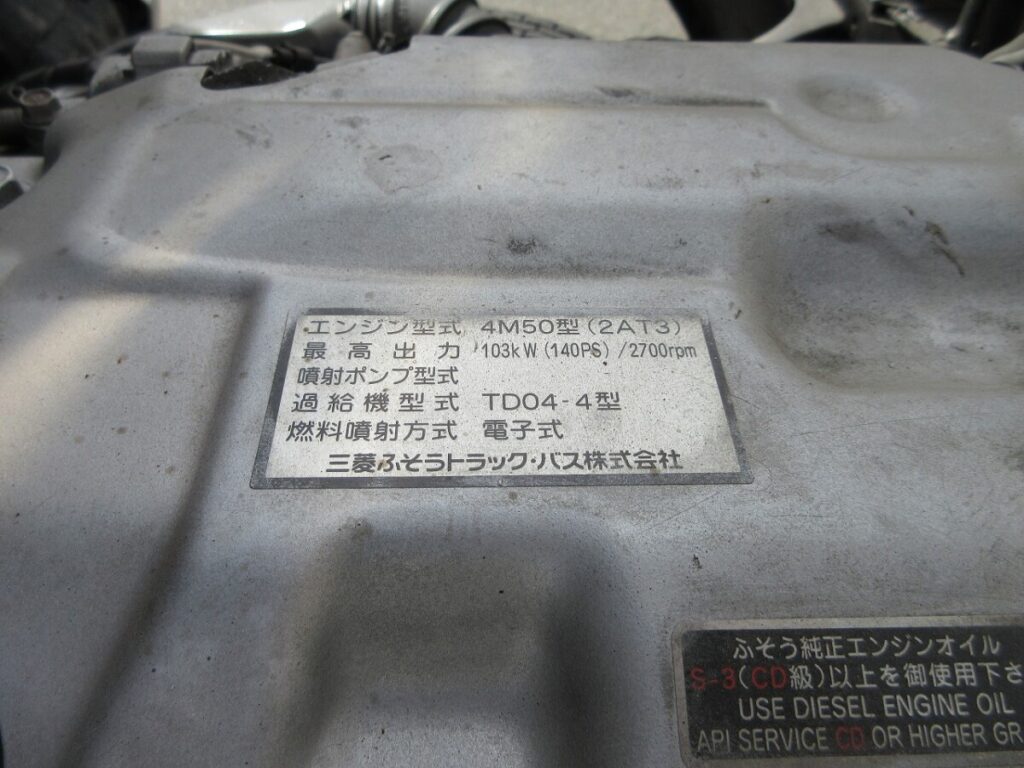 エンジン型式 4M50型(2AT3)
最高出力 103kW(140PS)/2700rpm
噴射ポンプ型式
過給機型式 TD04-4型
燃料噴射方式 電子式
三菱ふそうトラック・バス株式会社
ふそう純正エンジンオイル
S-3(CD級)以上を御使用下さ
USE DIESEL ENGINE OIL
API SERVICE CD OR HIGHER GR